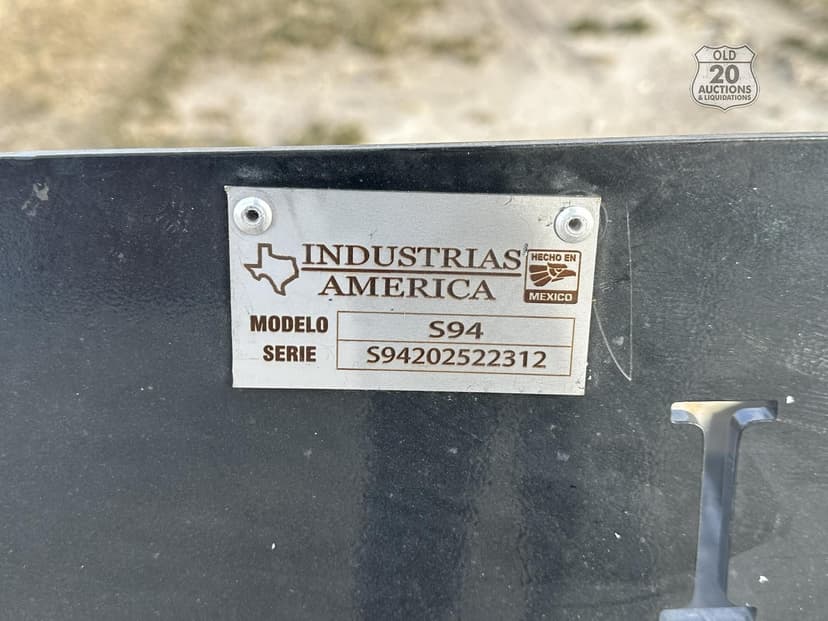 OLD
20
AUCTIONS
& LIQUIDATIONS
INDUSTRIAS
AMERICA
HECHO EN
MEXICO
MODELO S94
SERIE S94202522312
I